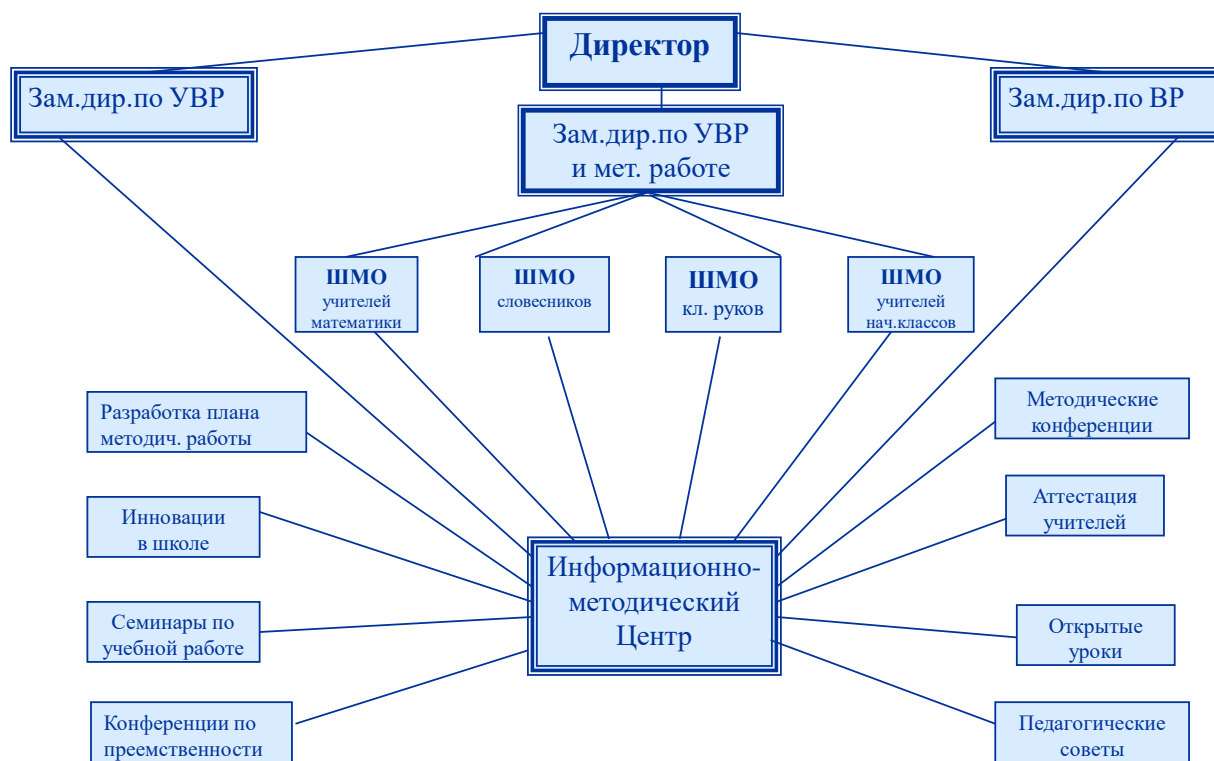 Директор
Зам.дир.по УВР
Зам.дир.по УВР
и мет. работе
Зам.дир.по ВР
ШМО
учителей
математики
ШМО
словесников
ШМО
кл. руков
ШМО
учителей
нач.классов
Разработка плана
методич. работы
Инновации
в школе
Семинары по
учебной работе
Конференции по
преемственности
Информационно-
методический
Центр
Методические
конференции
Аттестация
учителей
Открытые
уроки
Педагогические
советы